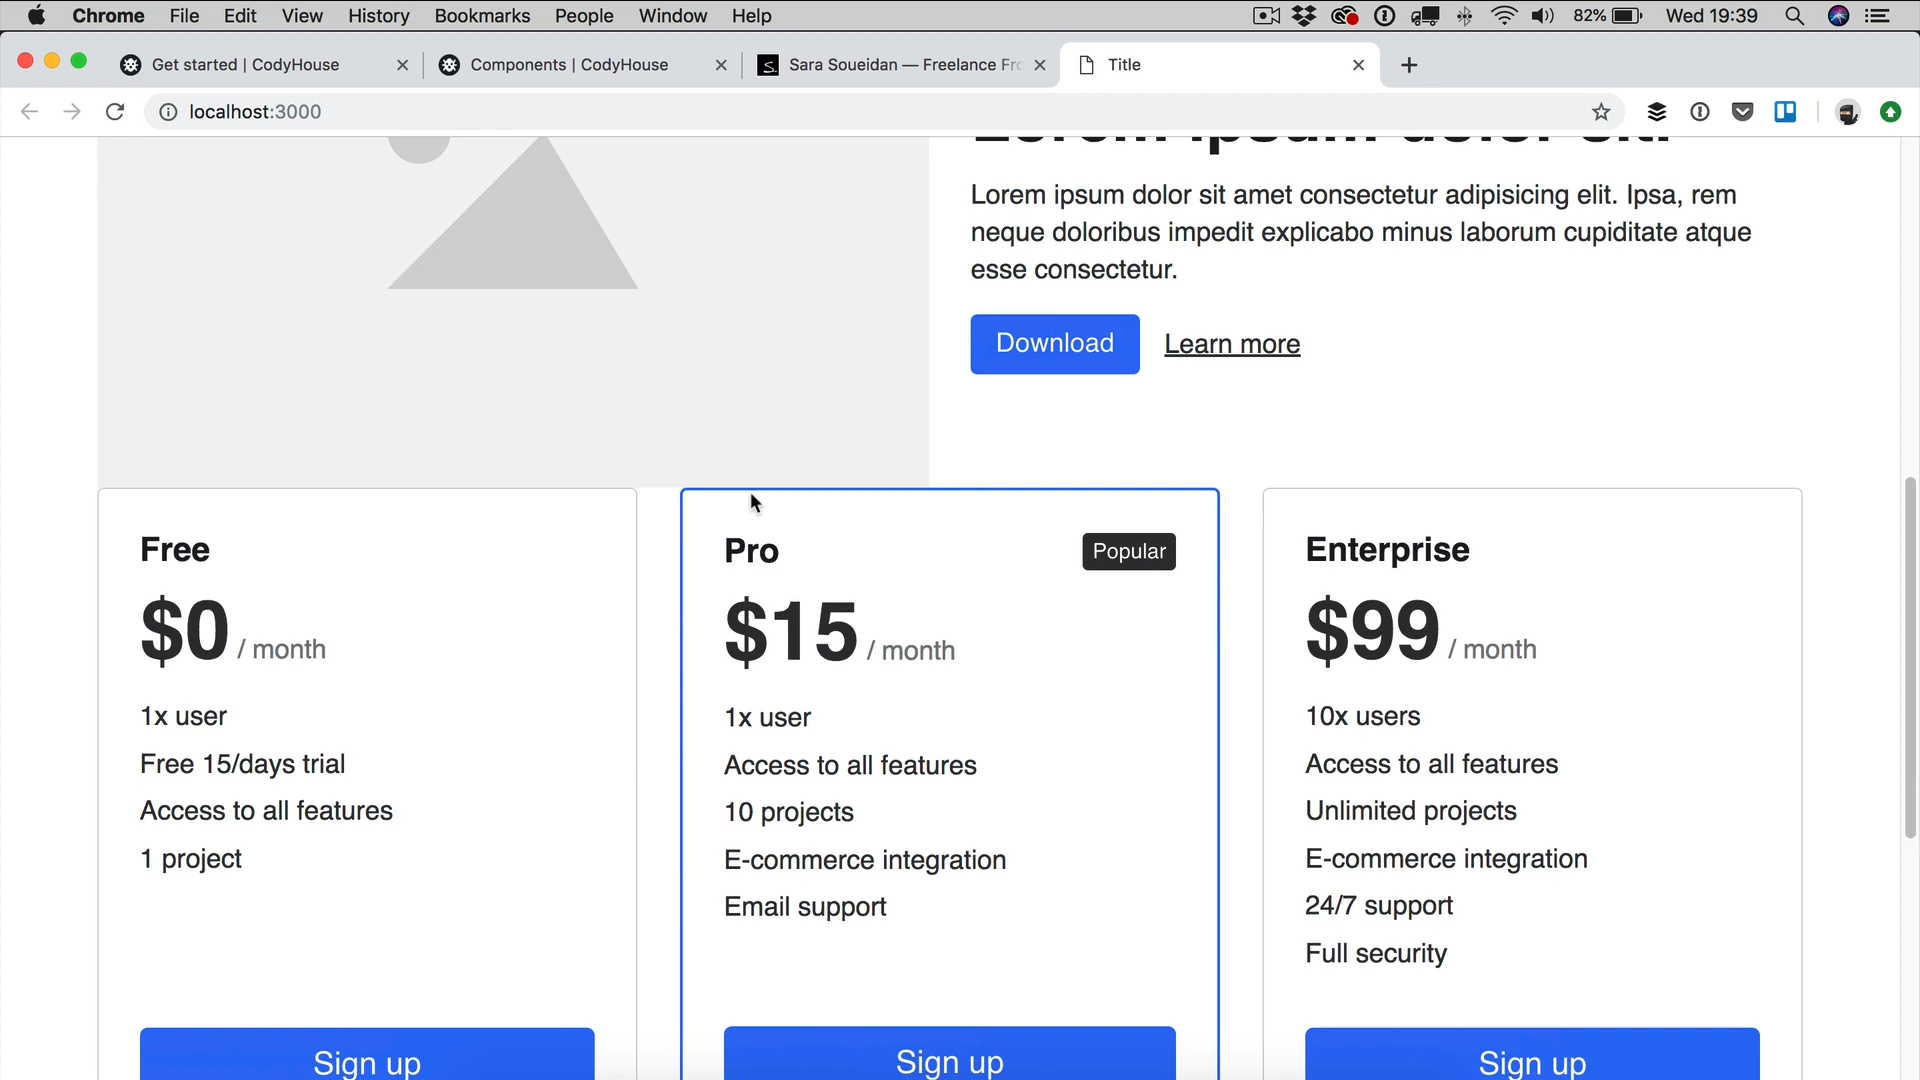 Chrome File Edit View History Bookmarks People Window Help 82% Wed 19:39
Get started | CodyHouse
Components | CodyHouse
Sara Soueidan — Freelance Fro
Title
localhost:3000
Lorem ipsum dolor sit.
Lorem ipsum dolor sit amet consectetur adipisicing elit. Ipsa, rem
neque doloribus impedit explicabo minus laborum cupiditate atque
esse consectetur.
Download Learn more
Free
$0 / month
1x user
Free 15/days trial
Access to all features
1 project
Sign up
Pro Popular
$15 / month
1x user
Access to all features
10 projects
E-commerce integration
Email support
Sign up
Enterprise
$99 / month
10x users
Access to all features
Unlimited projects
E-commerce integration
24/7 support
Full security
Sign up